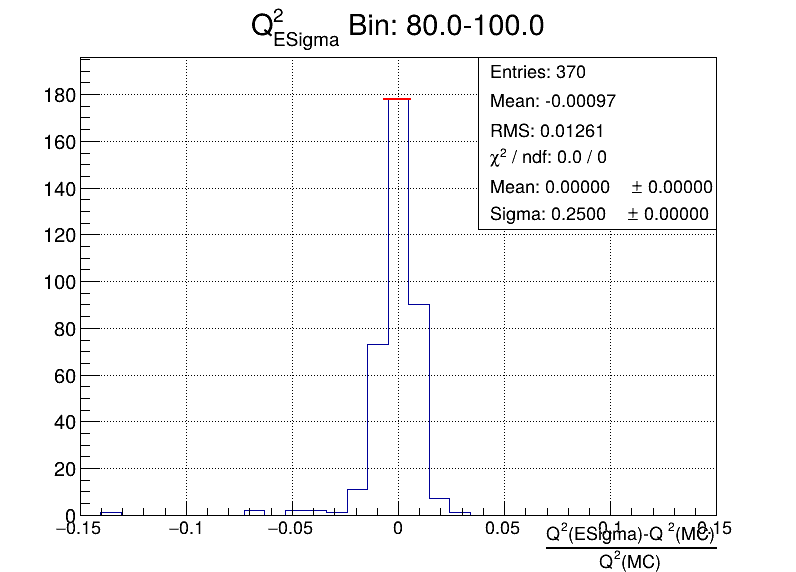 Q²ESigma Bin: 80.0-100.0
Entries: 370
Mean: -0.00097
RMS: 0.01261
χ² / ndf: 0.0 / 0
Mean: 0.00000 ± 0.00000
Sigma: 0.2500 ± 0.00000
180
160
140
120
100
80
60
40
20
0
−0.15 −0.1 −0.05 0 0.05 0.1 0.15
Q²(ESigma)-Q²(MC)
Q²(MC)